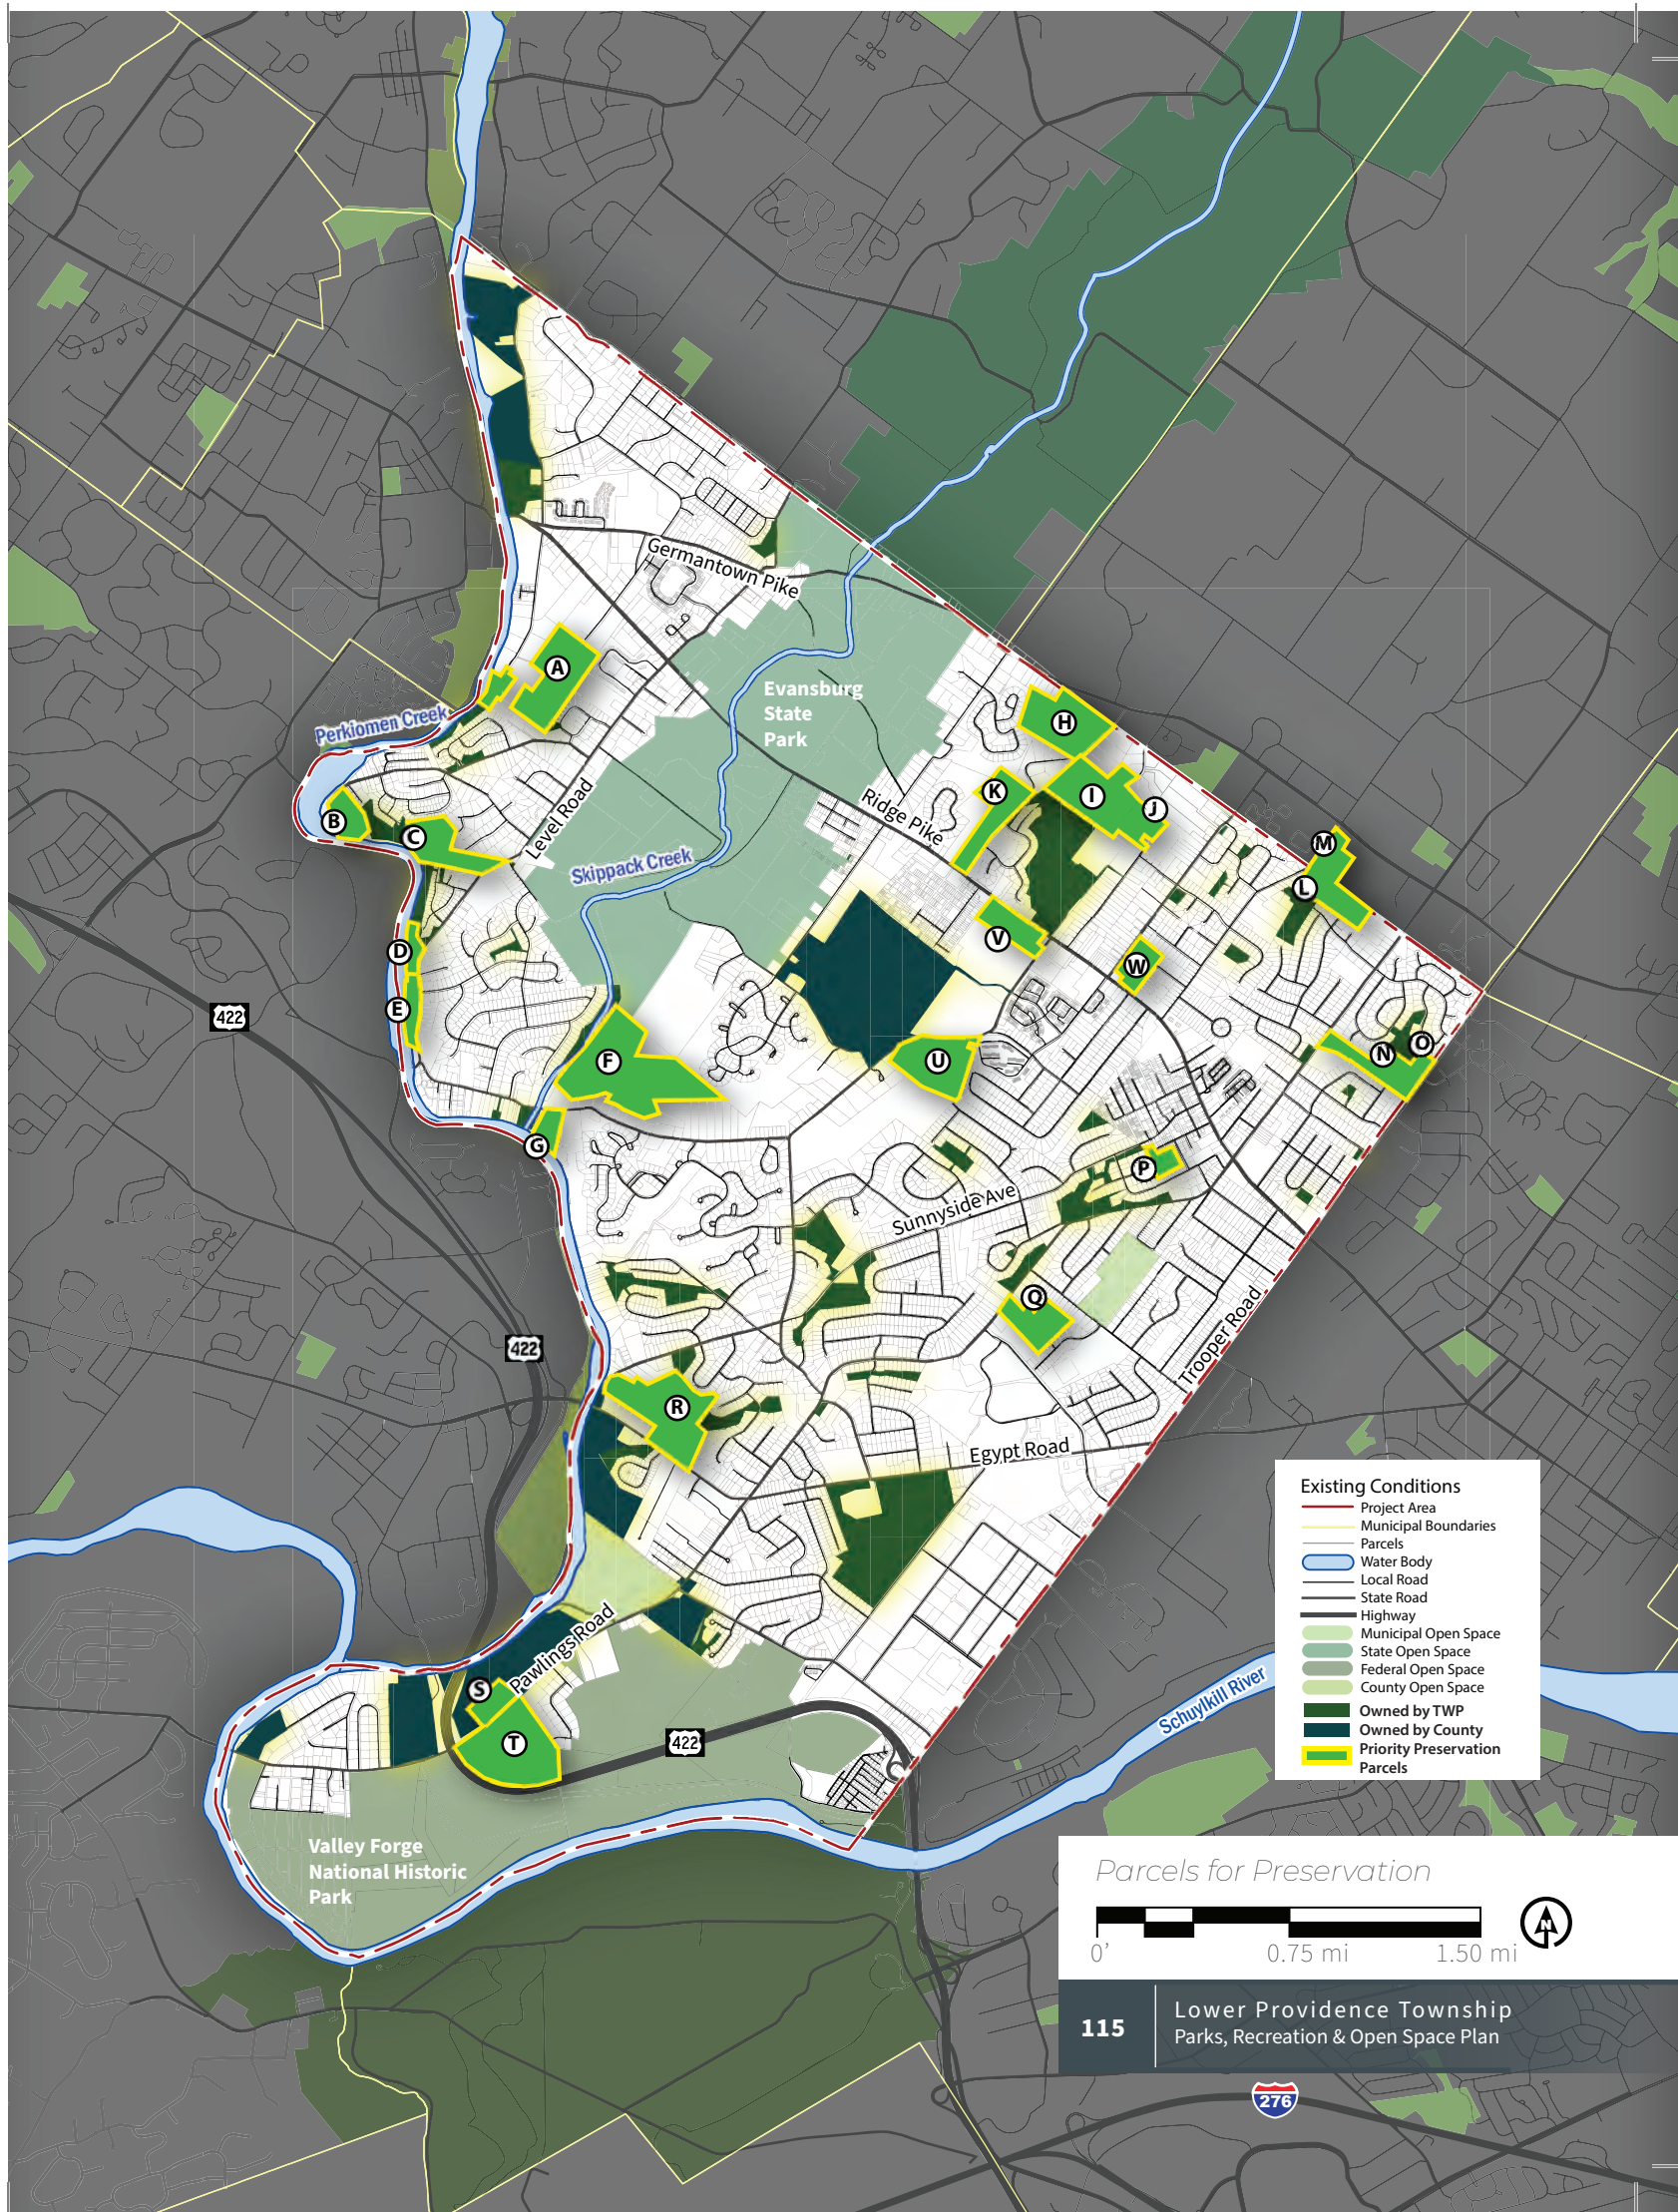 Germantown Pike
A
Evansburg
State
Park
Perkiomen Creek
H
K
I
J
B
C
Level Road
Ridge Pike
M
L
Skippack Creek
D
V
W
E
422
F
U
N
O
G
P
Sunnyside Ave
Q
422
Trooper Road
R
Egypt Road
Existing Conditions
Project Area
Municipal Boundaries
Parcels
Water Body
Local Road
State Road
Highway
Municipal Open Space
State Open Space
Federal Open Space
County Open Space
Owned by TWP
Owned by County
Priority Preservation
Parcels
Pawlings Road
S
T
422
Schuylkill River
Valley Forge
National Historic
Park
Parcels for Preservation
0' 0.75 mi 1.50 mi
N
115
Lower Providence Township
Parks, Recreation & Open Space Plan
276